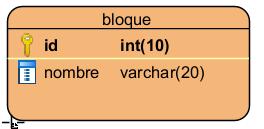 bloque
id int(10)
nombre varchar(20)